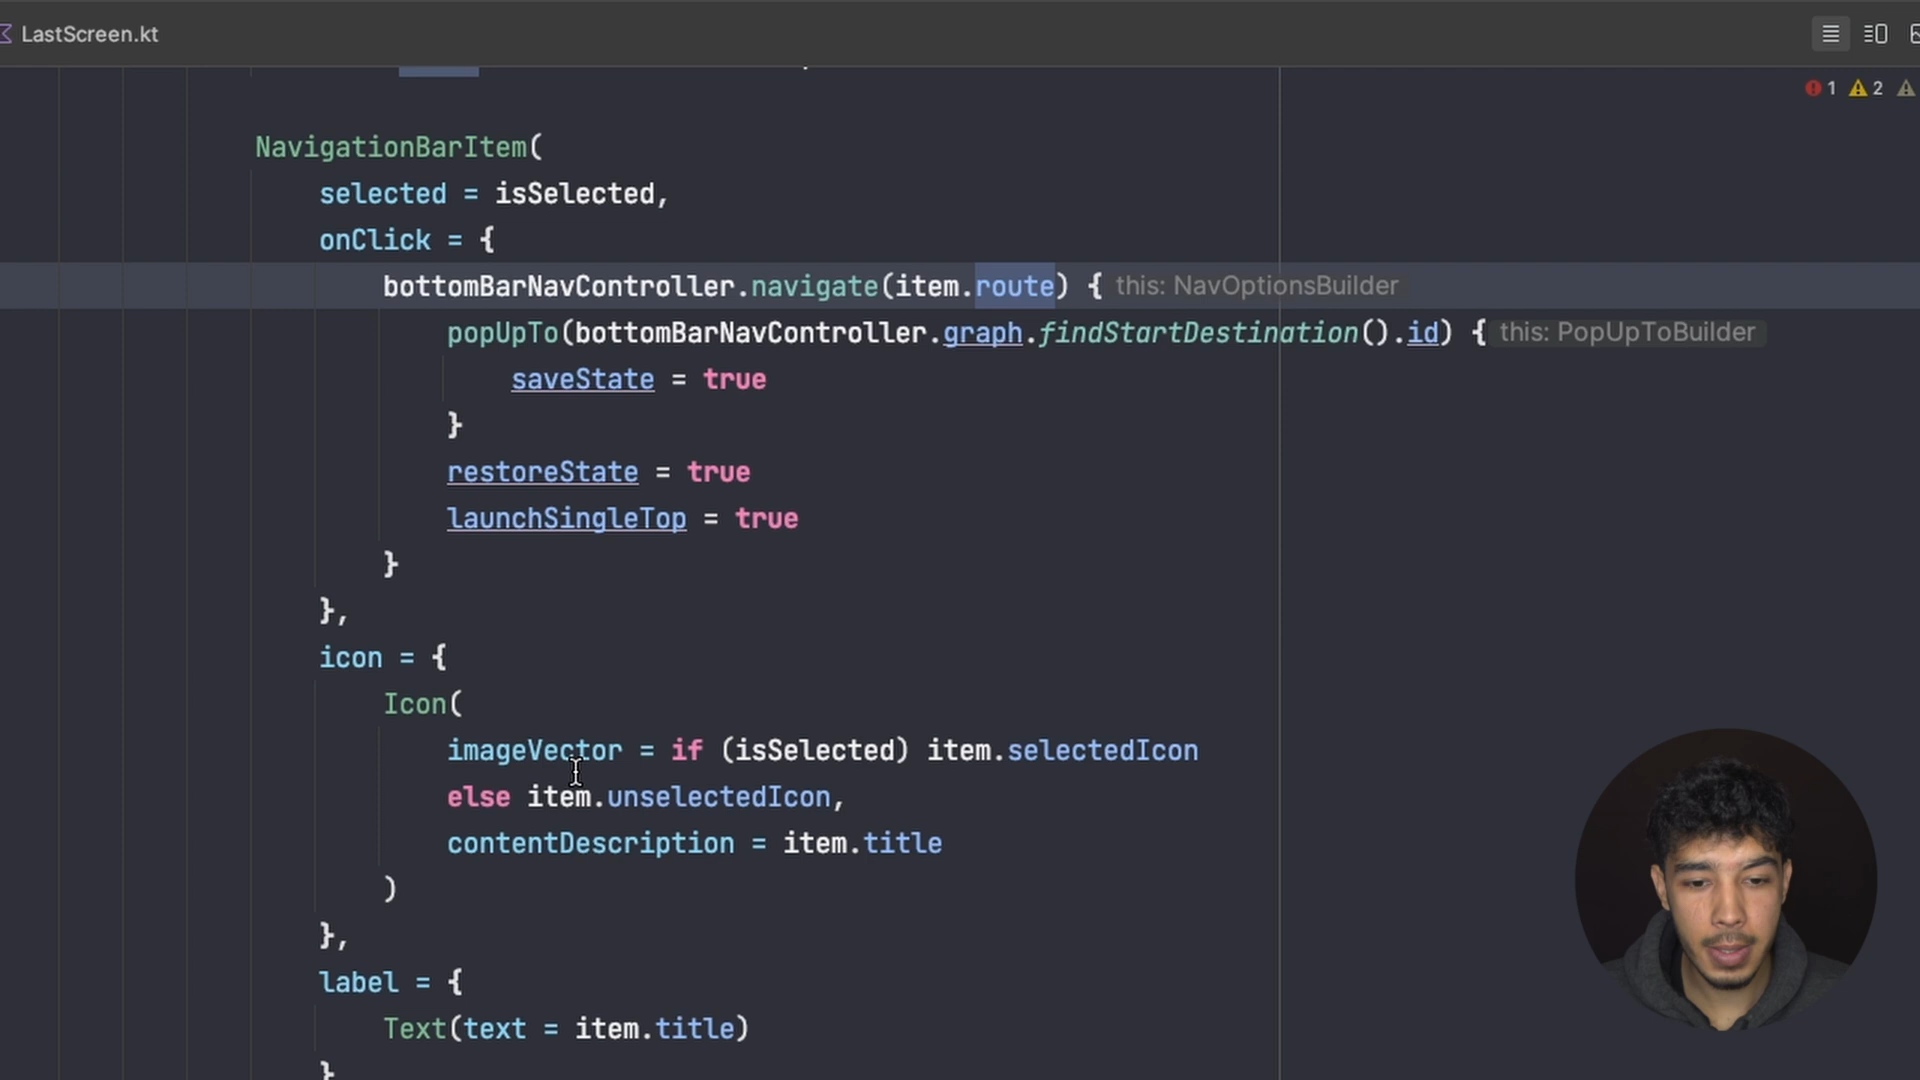 LastScreen.kt
1 2
NavigationBarItem(
selected = isSelected,
onClick = {
bottomBarNavController.navigate(item.route) { this: NavOptionsBuilder
popUpTo(bottomBarNavController.graph.findStartDestination().id) { this: PopUpToBuilder
saveState = true
}
restoreState = true
launchSingleTop = true
}
},
icon = {
Icon(
imageVector = if (isSelected) item.selectedIcon
else item.unselectedIcon,
contentDescription = item.title
)
},
label = {
Text(text = item.title)
}